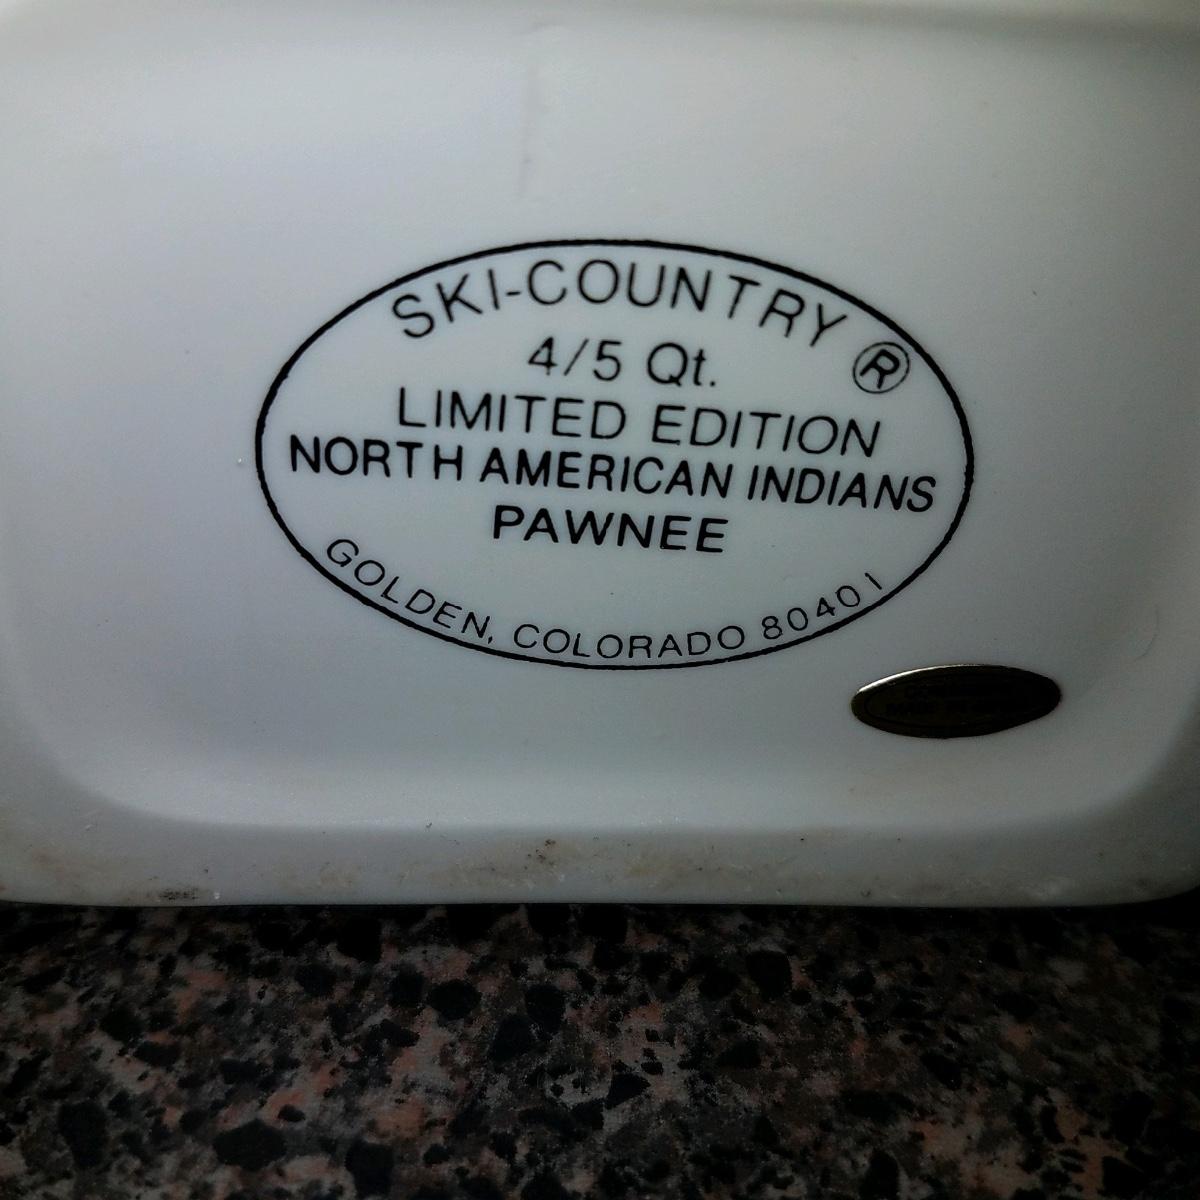 SKI-COUNTRY ®
4/5 Qt.
LIMITED EDITION
NORTH AMERICAN INDIANS
PAWNEE
GOLDEN, COLORADO 80401